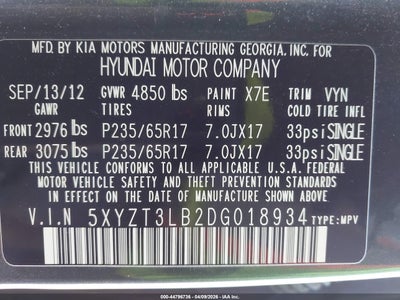 MFD. BY KIA MOTORS MANUFACTURING GEORGIA, INC. FOR
HYUNDAI MOTOR COMPANY
SEP/13/12 GVWR 4850 lbs PAINT X7E TRIM VYN
GAWR TIRES RIMS COLD TIRE INFL
FRONT 2976 lbs P235/65R17 7.0JX17 33psi SINGLE
REAR 3075 lbs P235/65R17 7.0JX17 33psi SINGLE
THIS VEHICLE CONFORMS TO ALL APPLICABLE
U.S. FEDERAL MOTOR VEHICLE SAFETY STANDARDS
IN EFFECT ON THE DATE OF MANUFACTURE SHOWN ABOVE.
V.I.N 5XYZT3LB2DG018934 TYPE:MPV
000-44796736 - 04/09/2026 - IAA Inc. (US)